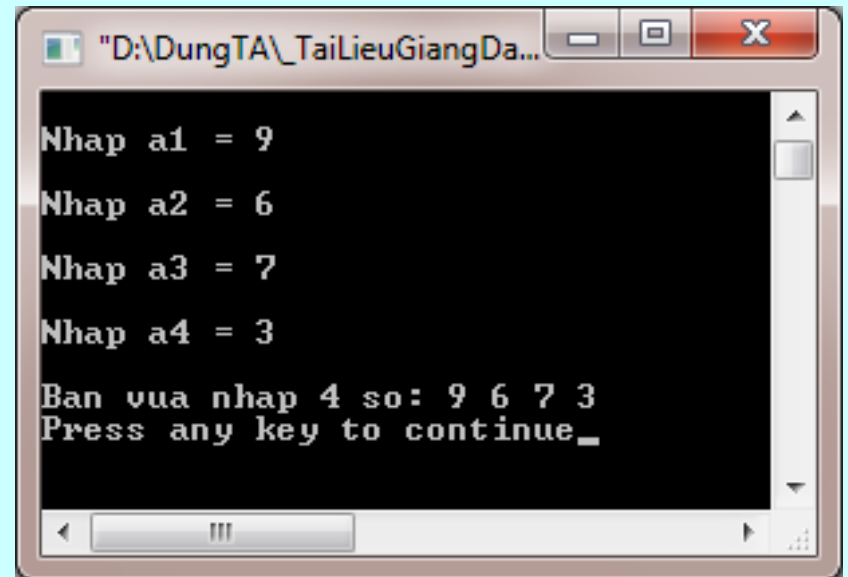 "D:\DungTA\_TaiLieuGiangDa...
Nhap a1 = 9
Nhap a2 = 6
Nhap a3 = 7
Nhap a4 = 3
Ban vua nhap 4 so: 9 6 7 3
Press any key to continue_